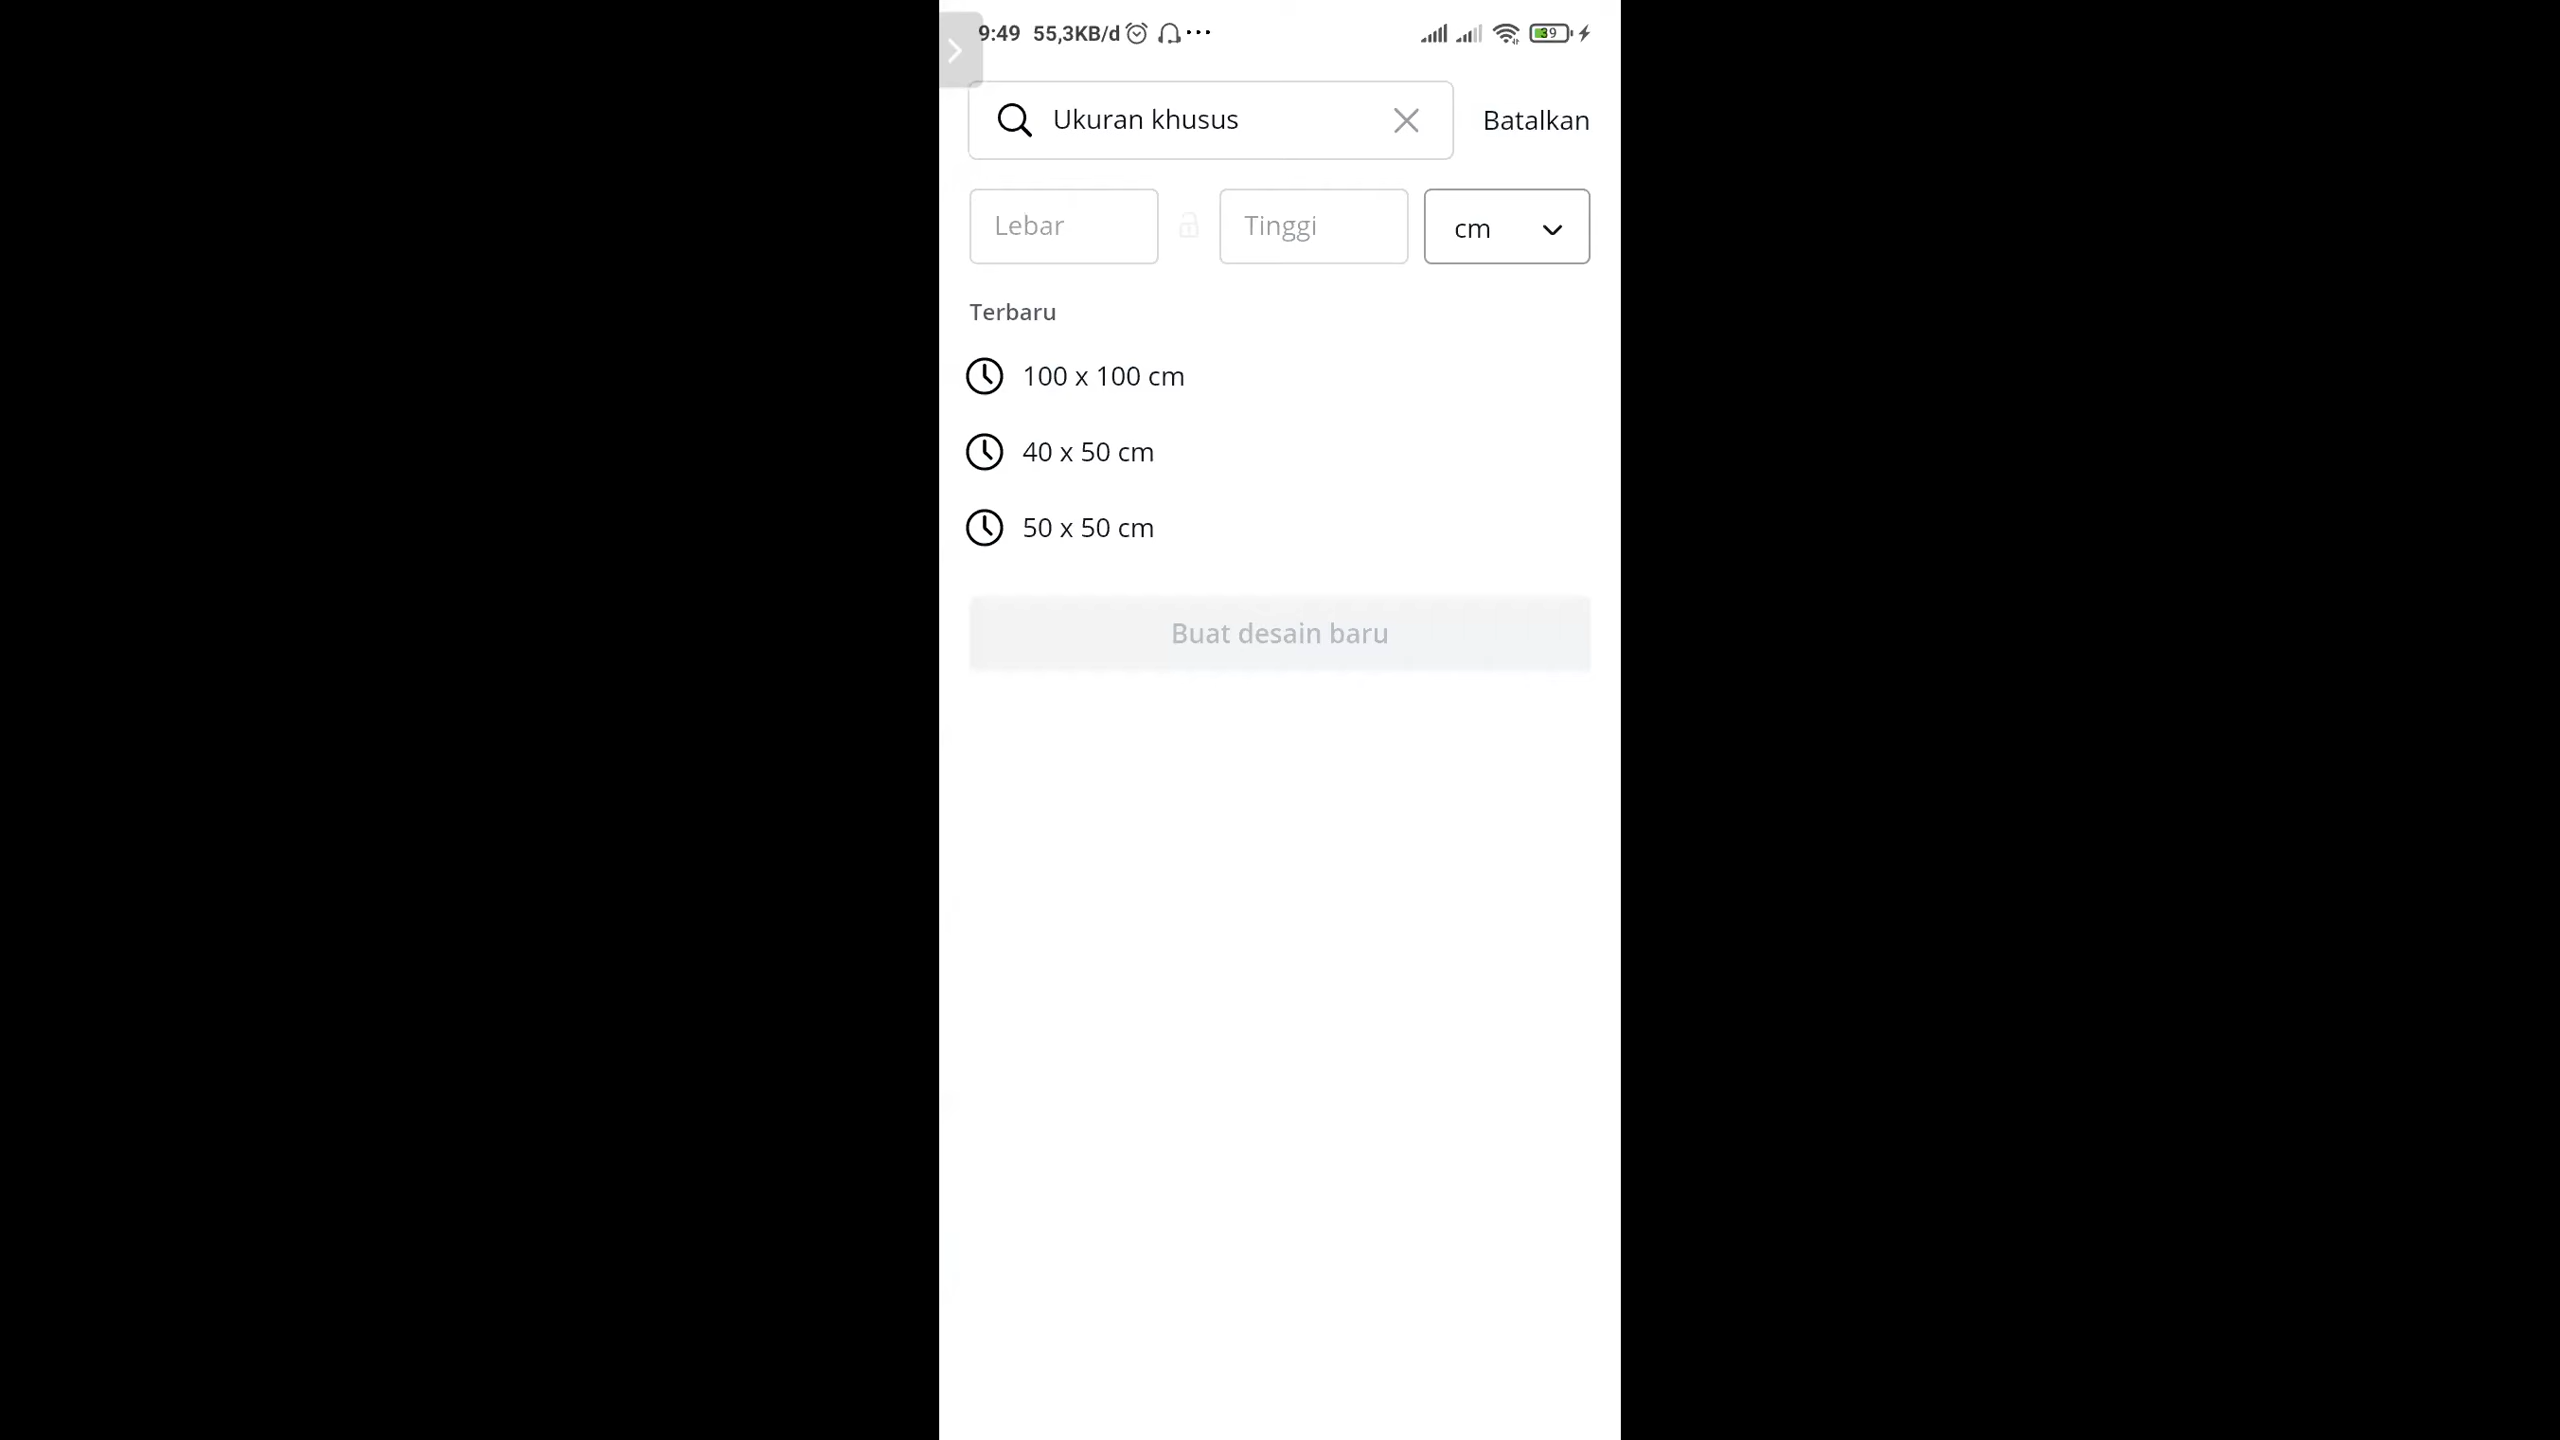 9:49 55,3KB/d ... 39
Ukuran khusus Batalkan
Lebar Tinggi cm
Terbaru
100 x 100 cm
40 x 50 cm
50 x 50 cm
Buat desain baru